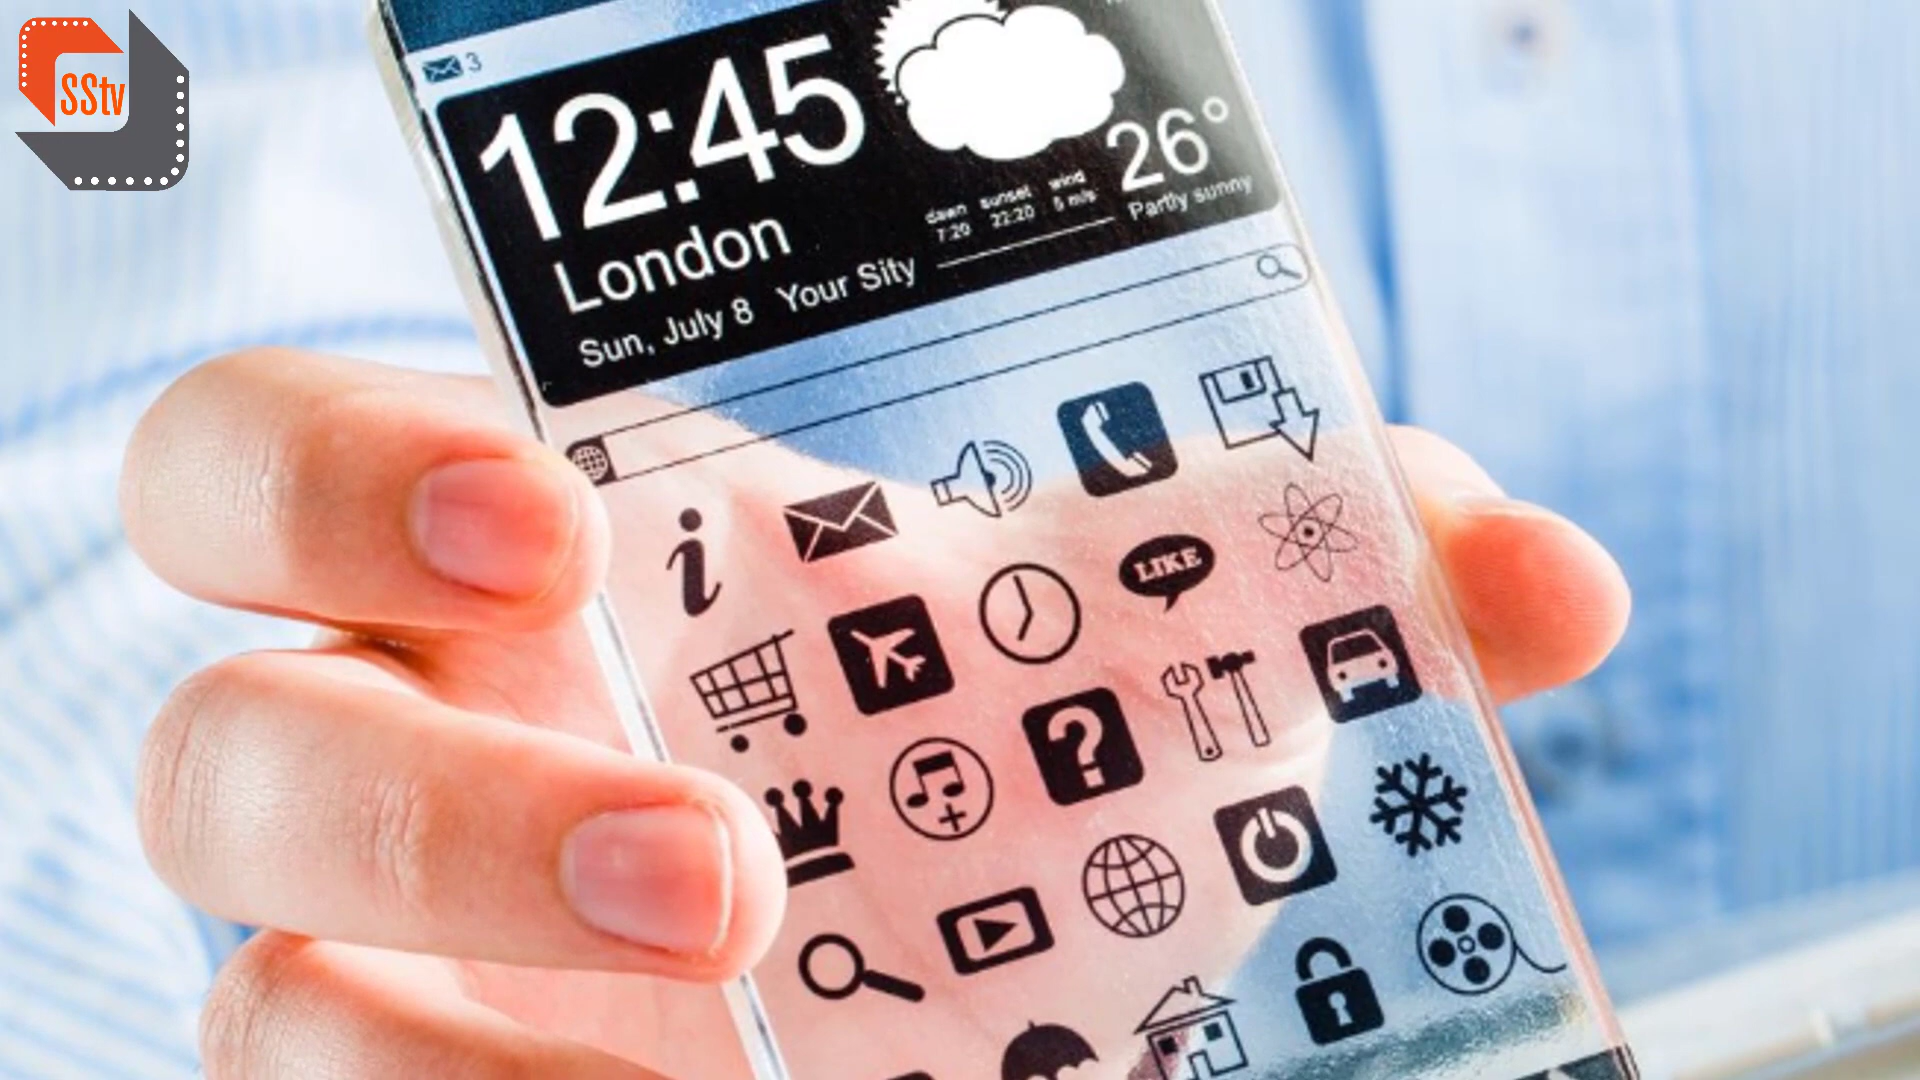 SStv
3
12:45
26°
Partly sunny
dawn sunset wind
7:20 22:20 5 m/s
London
Sun, July 8 Your Sity
LIKE